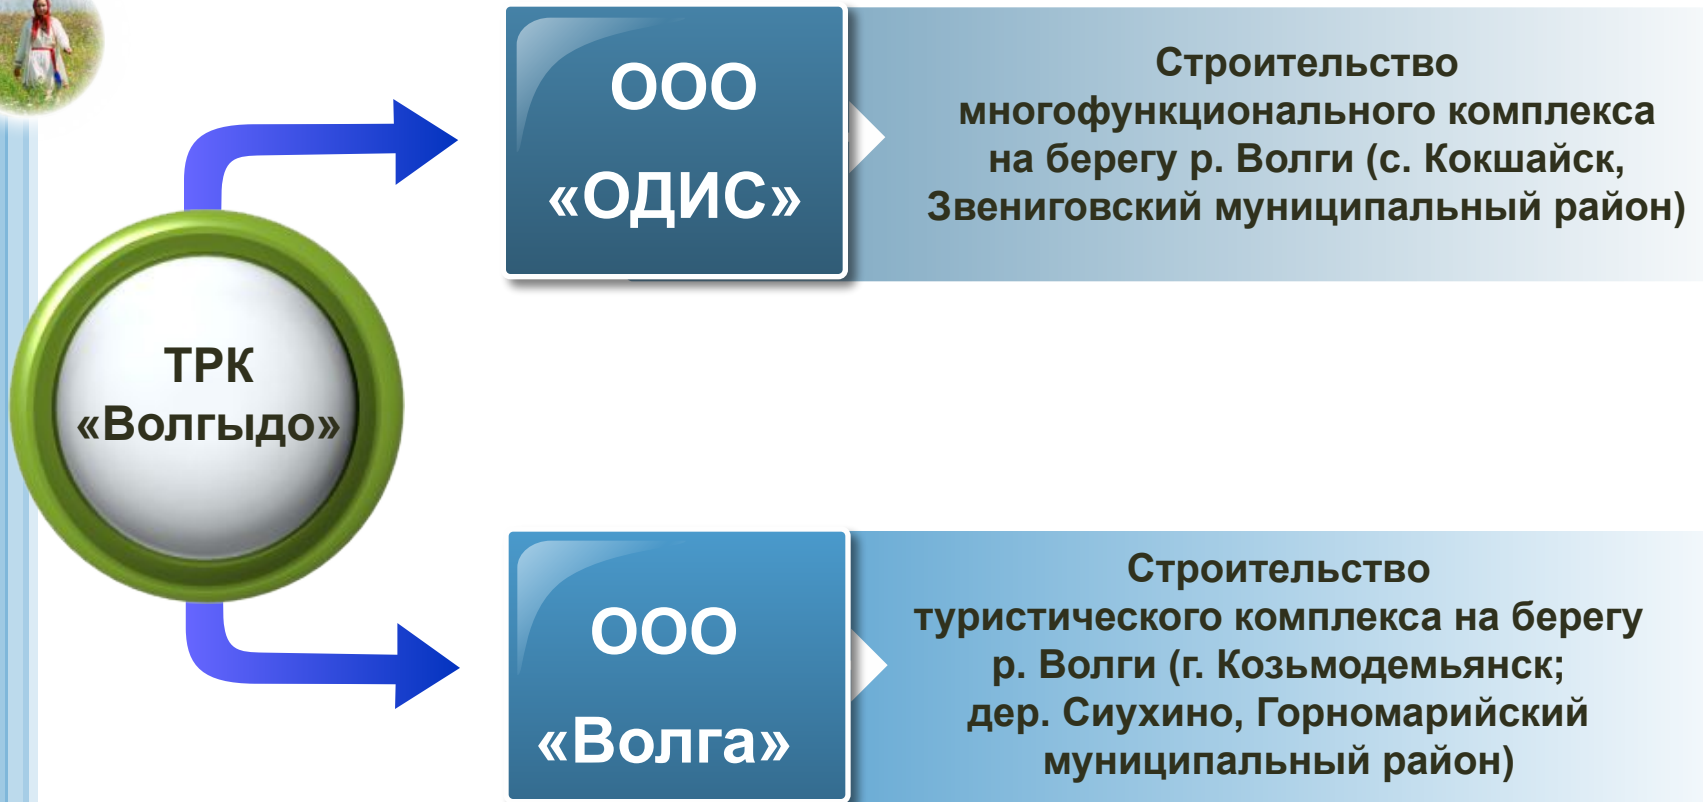 ТРК
«Волгыдо»
ООО
«ОДИС»
Строительство
многофункционального комплекса
на берегу р. Волги (с. Кокшайск,
Звениговский муниципальный район)
ООО
«Волга»
Строительство
туристического комплекса на берегу
р. Волги (г. Козьмодемьянск;
дер. Сиухино, Горномарийский
муниципальный район)